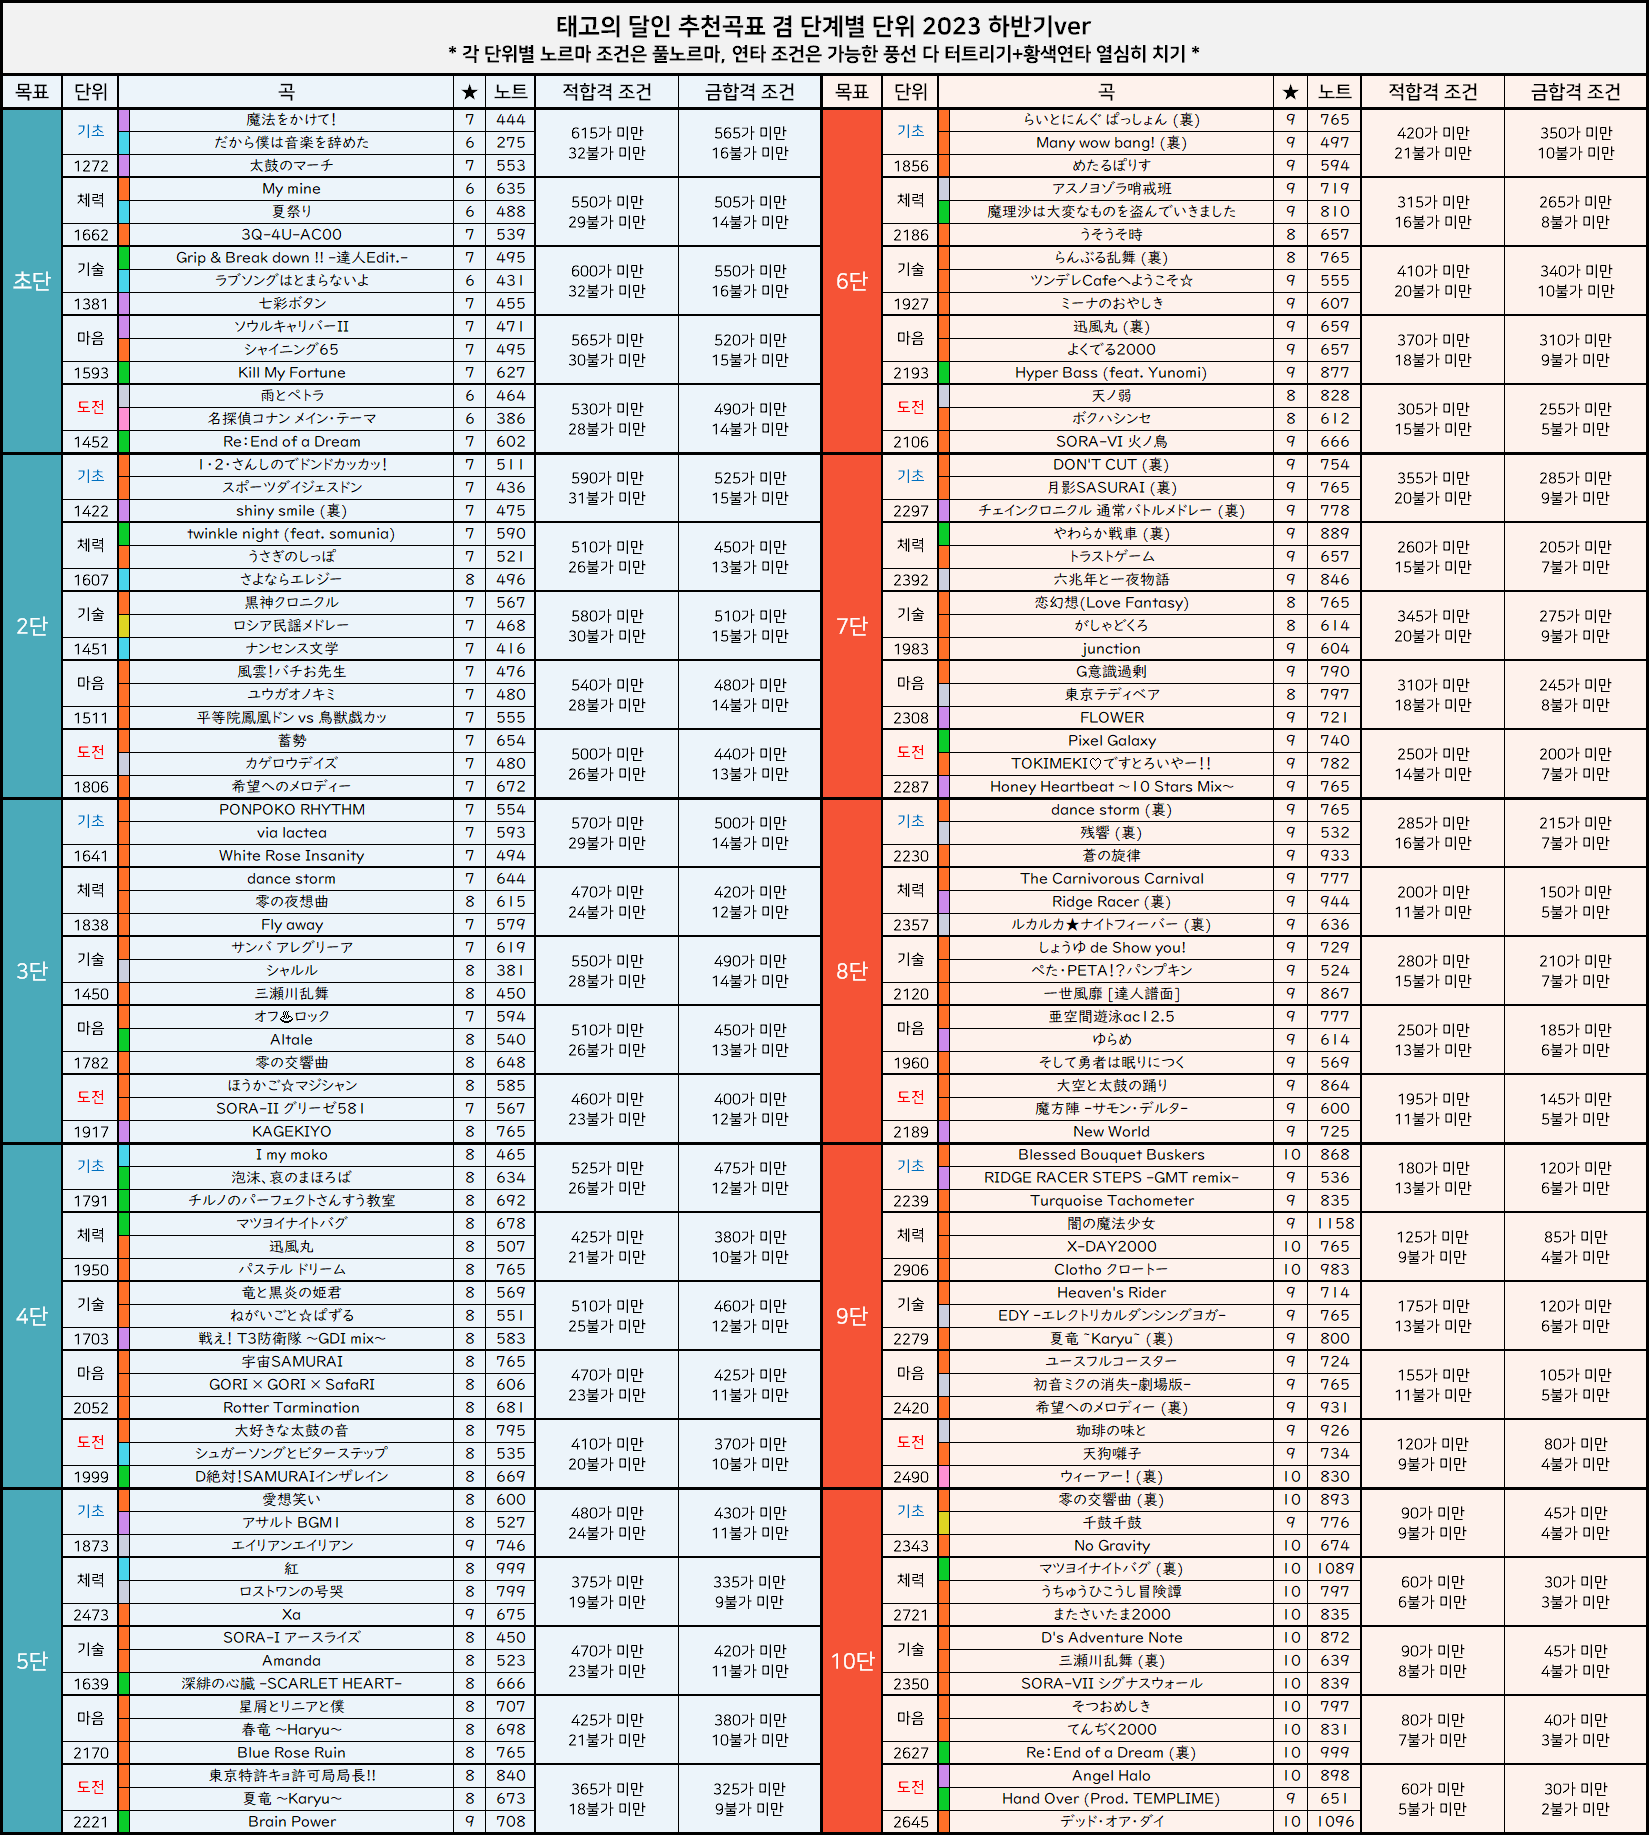 태고의 달인 추천곡표 겸 단계별 단위 2023 하반기ver
* 각 단위별 노르마 조건은 풀노르마, 연타 조건은 가능한 풍선 다 터트리기+황색연타 열심히 치기 *
목표 단위 곡 ★ 노트 적합격 조건 금합격 조건
초단
기초 1272
魔法をかけて! 7 444
だから僕は音楽を辞めた 6 275
太鼓のマーチ 7 553
615가 미만 565가 미만
32불가 미만 16불가 미만
체력 1662
My mine 6 635
夏祭り 6 488
3Q-4U-AC00 7 539
550가 미만 505가 미만
29불가 미만 14불가 미만
기술 1381
Grip & Break down !! -達人Edit.- 7 495
ラブソングはとまらないよ 6 431
七彩ボタン 7 455
600가 미만 550가 미만
32불가 미만 16불가 미만
마음 1593
ソウルキャリバーII 7 471
シャイニング65 7 495
Kill My Fortune 7 627
565가 미만 520가 미만
30불가 미만 15불가 미만
도전 1452
雨とペトラ 6 464
名探偵コナン メイン・テーマ 6 386
Re:End of a Dream 7 602
530가 미만 490가 미만
28불가 미만 14불가 미만
2단
기초 1422
1・2・さんしのでドンドカッカッ! 7 511
スポーツダイジェスドン 7 436
shiny smile (裏) 7 475
590가 미만 525가 미만
31불가 미만 15불가 미만
체력 1607
twinkle night (feat. somunia) 7 590
うさぎのしっぽ 7 521
さよならエレジー 8 496
510가 미만 450가 미만
26불가 미만 13불가 미만
기술 1451
黒神クロニクル 7 567
ロシア民謡メドレー 7 468
ナンセンス文学 7 416
580가 미만 510가 미만
30불가 미만 15불가 미만
마음 1511
風雲!バチお先生 7 476
ユウガオノキミ 7 480
平等院鳳凰ドン vs 鳥獣戯カッ 7 555
540가 미만 480가 미만
28불가 미만 14불가 미만
도전 1806
蓄勢 7 654
カゲロウデイズ 7 480
希望へのメロディー 7 672
500가 미만 440가 미만
26불가 미만 13불가 미만
3단
기초 1641
PONPOKO RHYTHM 7 554
via lactea 7 593
White Rose Insanity 7 494
570가 미만 500가 미만
29불가 미만 14불가 미만
체력 1838
dance storm 7 644
零の夜想曲 8 615
Fly away 7 579
470가 미만 420가 미만
24불가 미만 12불가 미만
기술 1450
サンバ アレグリーア 7 619
シャルル 8 381
三瀬川乱舞 8 450
550가 미만 490가 미만
28불가 미만 14불가 미만
마음 1782
オフ♨ロック 7 594
Altale 8 540
零の交響曲 8 648
510가 미만 450가 미만
26불가 미만 13불가 미만
도전 1917
ほうかご☆マジシャン 8 585
SORA-II グリーゼ581 7 567
KAGEKIYO 8 765
460가 미만 400가 미만
23불가 미만 12불가 미만
4단
기초 1791
I my moko 8 465
泡沫、哀のまほろば 8 634
チルノのパーフェクトさんすう教室 8 692
525가 미만 475가 미만
26불가 미만 12불가 미만
체력 1950
マツヨイナイトバグ 8 678
迅風丸 8 507
パステル ドリーム 8 765
425가 미만 380가 미만
21불가 미만 10불가 미만
기술 1703
竜と黒炎の姫君 8 569
ねがいごと☆ぱずる 8 551
戦え! T3防衛隊 ～GDI mix～ 8 583
510가 미만 460가 미만
25불가 미만 12불가 미만
마음 2052
宇宙SAMURAI 8 765
GORI × GORI × SafaRI 8 606
Rotter Tarmination 8 681
470가 미만 425가 미만
23불가 미만 11불가 미만
도전 1999
大好きな太鼓の音 8 795
シュガーソングとビターステップ 8 535
D絶対!SAMURAIインザレイン 8 669
410가 미만 370가 미만
20불가 미만 10불가 미만
5단
기초 1873
愛想笑い 8 600
アサルト BGM1 8 527
エイリアンエイリアン 9 746
480가 미만 430가 미만
24불가 미만 11불가 미만
체력 2473
紅 8 999
ロストワンの号哭 8 799
Xa 9 675
375가 미만 335가 미만
19불가 미만 9불가 미만
기술 1639
SORA-I アースライズ 8 450
Amanda 8 523
深緋の心臓 -SCARLET HEART- 8 666
470가 미만 420가 미만
23불가 미만 11불가 미만
마음 2170
星屑とリニアと僕 8 707
春竜 ～Haryu～ 8 698
Blue Rose Ruin 8 765
425가 미만 380가 미만
21불가 미만 10불가 미만
도전 2221
東京特許キョ許可局局長!! 8 840
夏竜 ～Karyu～ 8 673
Brain Power 9 708
365가 미만 325가 미만
18불가 미만 9불가 미만
목표 단위 곡 ★ 노트 적합격 조건 금합격 조건
6단
기초 1856
らいとにんぐ ぱっしょん (裏) 9 765
Many wow bang! (裏) 9 497
めたるぽりす 9 594
420가 미만 350가 미만
21불가 미만 10불가 미만
체력 2186
アスノヨゾラ哨戒班 9 719
魔理沙は大変なものを盗んでいきました 9 810
うそうそ時 8 657
315가 미만 265가 미만
16불가 미만 8불가 미만
기술 1927
らんぶる乱舞 (裏) 8 765
ツンデレCafeへようこそ☆ 9 555
ミーナのおやしき 9 607
410가 미만 340가 미만
20불가 미만 10불가 미만
마음 2193
迅風丸 (裏) 9 659
よくでる2000 9 657
Hyper Bass (feat. Yunomi) 9 877
370가 미만 310가 미만
18불가 미만 9불가 미만
도전 2106
天ノ弱 8 828
ボクハシンセ 8 612
SORA-VI 火ノ鳥 9 666
305가 미만 255가 미만
15불가 미만 5불가 미만
7단
기초 2297
DON'T CUT (裏) 9 754
月影SASURAI (裏) 9 765
チェインクロニクル 通常バトルメドレー (裏) 9 778
355가 미만 285가 미만
20불가 미만 9불가 미만
체력 2392
やわらか戦車 (裏) 9 889
トラストゲーム 9 657
六兆年と一夜物語 9 846
260가 미만 205가 미만
15불가 미만 7불가 미만
기술 1983
恋幻想(Love Fantasy) 8 765
がしゃどくろ 8 614
junction 9 604
345가 미만 275가 미만
20불가 미만 9불가 미만
마음 2308
G意識過剰 9 790
東京テディベア 8 797
FLOWER 9 721
310가 미만 245가 미만
18불가 미만 8불가 미만
도전 2287
Pixel Galaxy 9 740
TOKIMEKI♡ですとろいやー!! 9 782
Honey Heartbeat ～10 Stars Mix～ 9 765
250가 미만 200가 미만
14불가 미만 7불가 미만
8단
기초 2230
dance storm (裏) 9 765
残響 (裏) 9 532
蒼の旋律 9 933
285가 미만 215가 미만
16불가 미만 7불가 미만
체력 2357
The Carnivorous Carnival 9 777
Ridge Racer (裏) 9 944
ルカルカ★ナイトフィーバー (裏) 9 636
200가 미만 150가 미만
11불가 미만 5불가 미만
기술 2120
しょうゆ de Show you! 9 729
ぺた・PETA!?パンプキン 9 524
一世風靡 [達人譜面] 9 867
280가 미만 210가 미만
15불가 미만 7불가 미만
마음 1960
亜空間遊泳ac12.5 9 777
ゆらめ 9 614
そして勇者は眠りにつく 9 569
250가 미만 185가 미만
13불가 미만 6불가 미만
도전 2189
大空と太鼓の踊り 9 864
魔方陣 -サモン・デルタ- 9 600
New World 9 725
195가 미만 145가 미만
11불가 미만 5불가 미만
9단
기초 2239
Blessed Bouquet Buskers 10 868
RIDGE RACER STEPS -GMT remix- 9 536
Turquoise Tachometer 9 835
180가 미만 120가 미만
13불가 미만 6불가 미만
체력 2906
闇の魔法少女 9 1158
X-DAY2000 10 765
Clotho クロートー 10 983
125가 미만 85가 미만
9불가 미만 4불가 미만
기술 2279
Heaven's Rider 9 714
EDY -エレクトリカルダンシングヨガ- 9 765
夏竜 ~Karyu~ (裏) 9 800
175가 미만 120가 미만
13불가 미만 6불가 미만
마음 2420
ユースフルコースター 9 724
初音ミクの消失-劇場版- 9 765
希望へのメロディー (裏) 9 931
155가 미만 105가 미만
11불가 미만 5불가 미만
도전 2490
珈琲の味と 9 926
天狗囃子 9 734
ウィーアー! (裏) 10 830
120가 미만 80가 미만
9불가 미만 4불가 미만
10단
기초 2343
零の交響曲 (裏) 10 893
千鼓千鼓 9 776
No Gravity 10 674
90가 미만 45가 미만
9불가 미만 4불가 미만
체력 2721
マツヨイナイトバグ (裏) 10 1089
うちゅうひこうし冒険譚 10 797
またさいたま2000 10 835
60가 미만 30가 미만
6불가 미만 3불가 미만
기술 2350
D's Adventure Note 10 872
三瀬川乱舞 (裏) 10 639
SORA-VII シグナスウォール 10 839
90가 미만 45가 미만
8불가 미만 4불가 미만
마음 2627
そつおめしき 10 797
てんぢく2000 10 831
Re:End of a Dream (裏) 10 999
80가 미만 40가 미만
7불가 미만 3불가 미만
도전 2645
Angel Halo 10 898
Hand Over (Prod. TEMPLIME) 9 651
デッド・オア・ダイ 10 1096
60가 미만 30가 미만
5불가 미만 2불가 미만